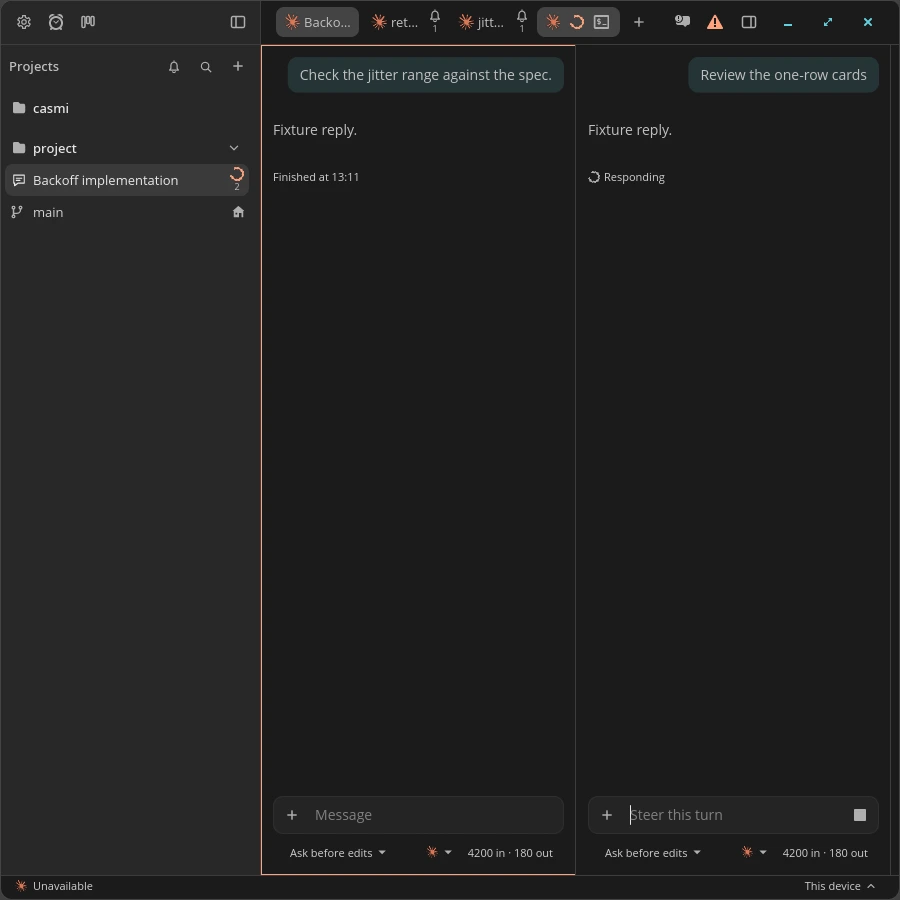 Backo...
ret...
1
jitt...
1
Projects
casmi
project
Backoff implementation
2
main
Check the jitter range against the spec.
Fixture reply.
Finished at 13:11
Message
Ask before edits
4200 in · 180 out
Review the one-row cards
Fixture reply.
Responding
Steer this turn
Ask before edits
4200 in · 180 out
Unavailable
This device